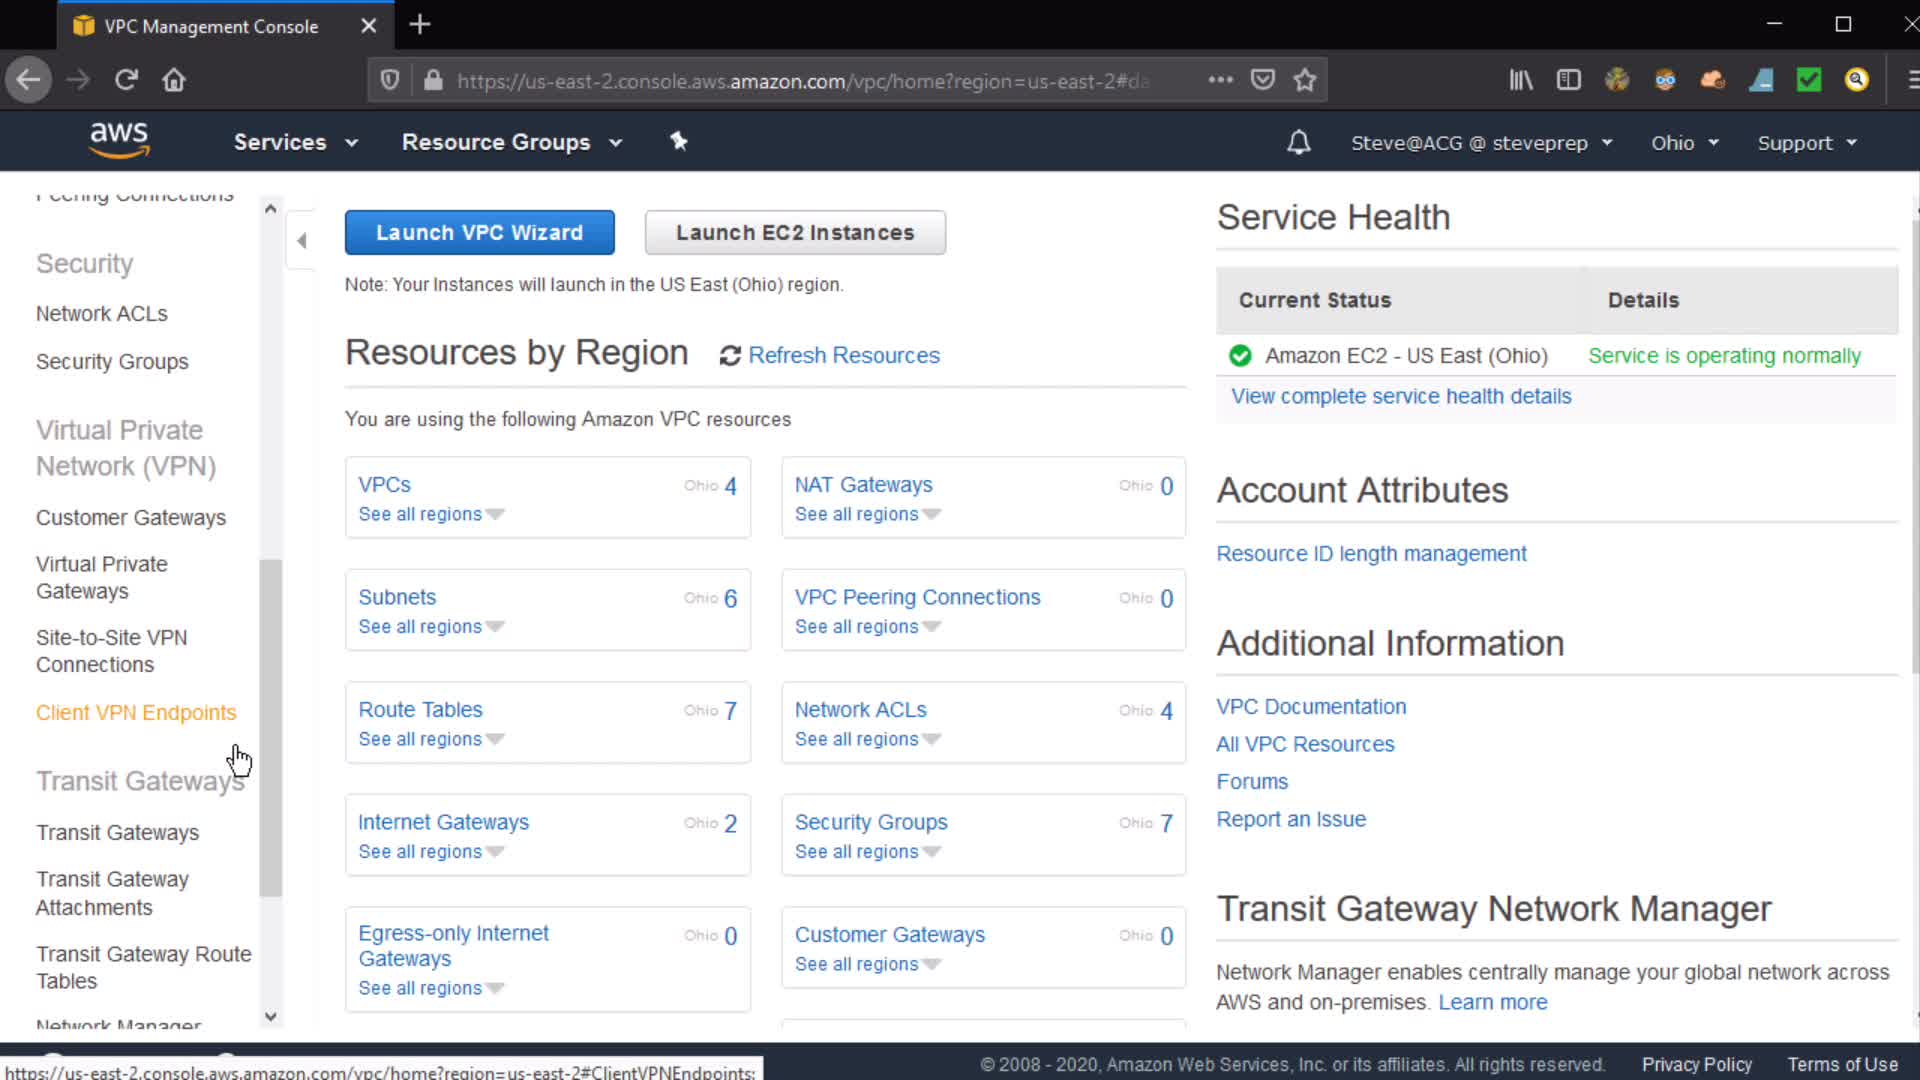 VPC Management Console
https://us-east-2.console.aws.amazon.com/vpc/home?region=us-east-2#da
aws
Services
Resource Groups
Steve@ACG @ steveprep
Ohio
Support
Peering Connections
Security
Network ACLs
Security Groups
Virtual Private
Network (VPN)
Customer Gateways
Virtual Private
Gateways
Site-to-Site VPN
Connections
Client VPN Endpoints
Transit Gateways
Transit Gateways
Transit Gateway
Attachments
Transit Gateway Route
Tables
Network Manager
Launch VPC Wizard
Launch EC2 Instances
Note: Your Instances will launch in the US East (Ohio) region.
Resources by Region
Refresh Resources
You are using the following Amazon VPC resources
VPCs
Ohio 4
See all regions
NAT Gateways
Ohio 0
See all regions
Subnets
Ohio 6
See all regions
VPC Peering Connections
Ohio 0
See all regions
Route Tables
Ohio 7
See all regions
Network ACLs
Ohio 4
See all regions
Internet Gateways
Ohio 2
See all regions
Security Groups
Ohio 7
See all regions
Egress-only Internet
Gateways
Ohio 0
See all regions
Customer Gateways
Ohio 0
See all regions
Service Health
Current Status
Details
Amazon EC2 - US East (Ohio)
Service is operating normally
View complete service health details
Account Attributes
Resource ID length management
Additional Information
VPC Documentation
All VPC Resources
Forums
Report an Issue
Transit Gateway Network Manager
Network Manager enables centrally manage your global network across
AWS and on-premises. Learn more
https://us-east-2.console.aws.amazon.com/vpc/home?region=us-east-2#ClientVPNEndpoints:
© 2008 - 2020, Amazon Web Services, Inc. or its affiliates. All rights reserved.
Privacy Policy
Terms of Use